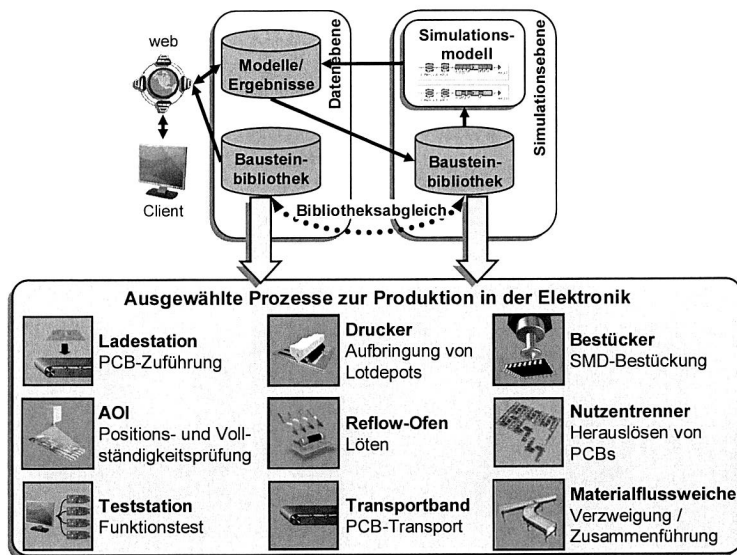 web
Client
Modelle/
Ergebnisse
Baustein-
bibliothek
Datenebene
Simulations-
modell
Baustein-
bibliothek
Simulationsebene
Bibliotheksabgleich
Ausgewählte Prozesse zur Produktion in der Elektronik
Ladestation
PCB-Zuführung
Drucker
Aufbringung von
Lotdepots
Bestücker
SMD-Bestückung
AOI
Positions- und Voll-
ständigkeitsprüfung
Reflow-Ofen
Löten
Nutzentrenner
Herauslösen von
PCBs
Teststation
Funktionstest
Transportband
PCB-Transport
Materialflussweiche
Verzweigung /
Zusammenführung